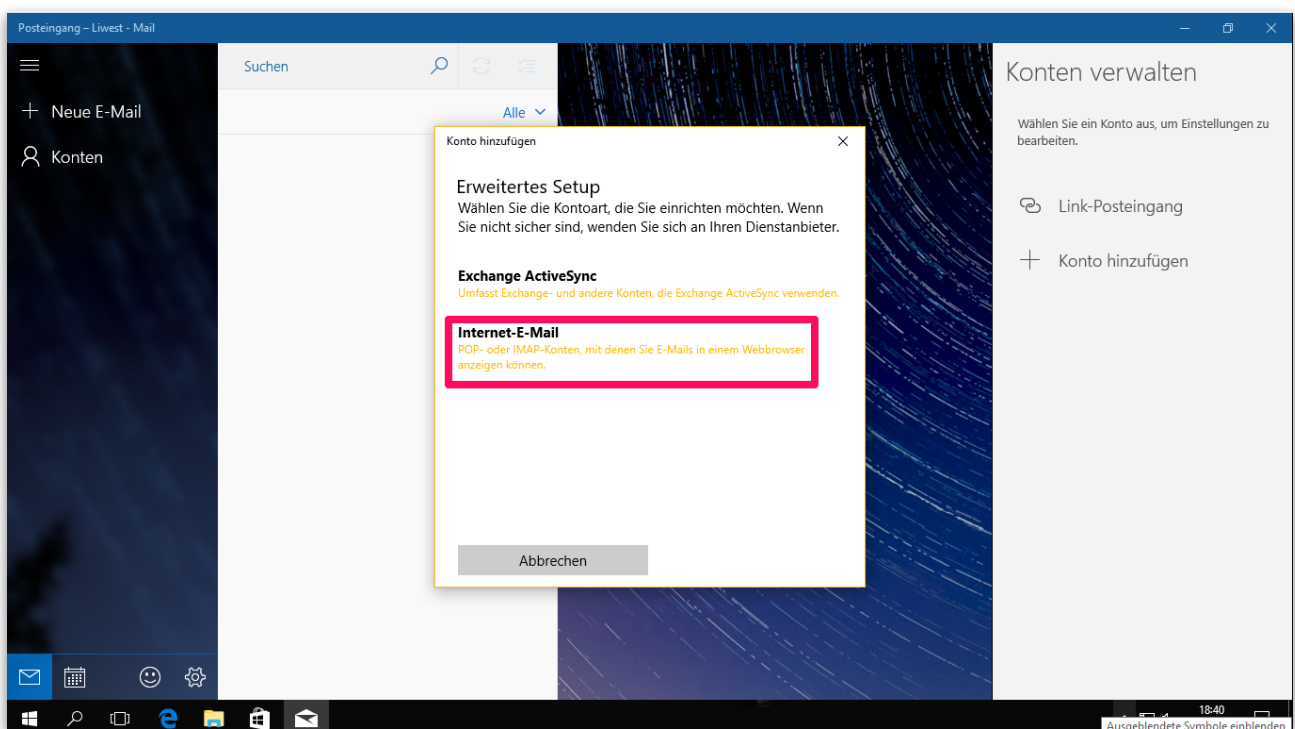 Posteingang – Liwest - Mail
Suchen
Konten verwalten
Neue E-Mail
Alle
Wählen Sie ein Konto aus, um Einstellungen zu
bearbeiten.
Konten
Konto hinzufügen
Erweitertes Setup
Wählen Sie die Kontoart, die Sie einrichten möchten. Wenn
Sie nicht sicher sind, wenden Sie sich an Ihren Dienstanbieter.
Link-Posteingang
Konto hinzufügen
Exchange ActiveSync
Umfasst Exchange- und andere Konten, die Exchange ActiveSync verwenden.
Internet-E-Mail
POP- oder IMAP-Konten, mit denen Sie E-Mails in einem Webbrowser
anzeigen können.
Abbrechen
18:40
Ausgeblendete Symbole einblenden